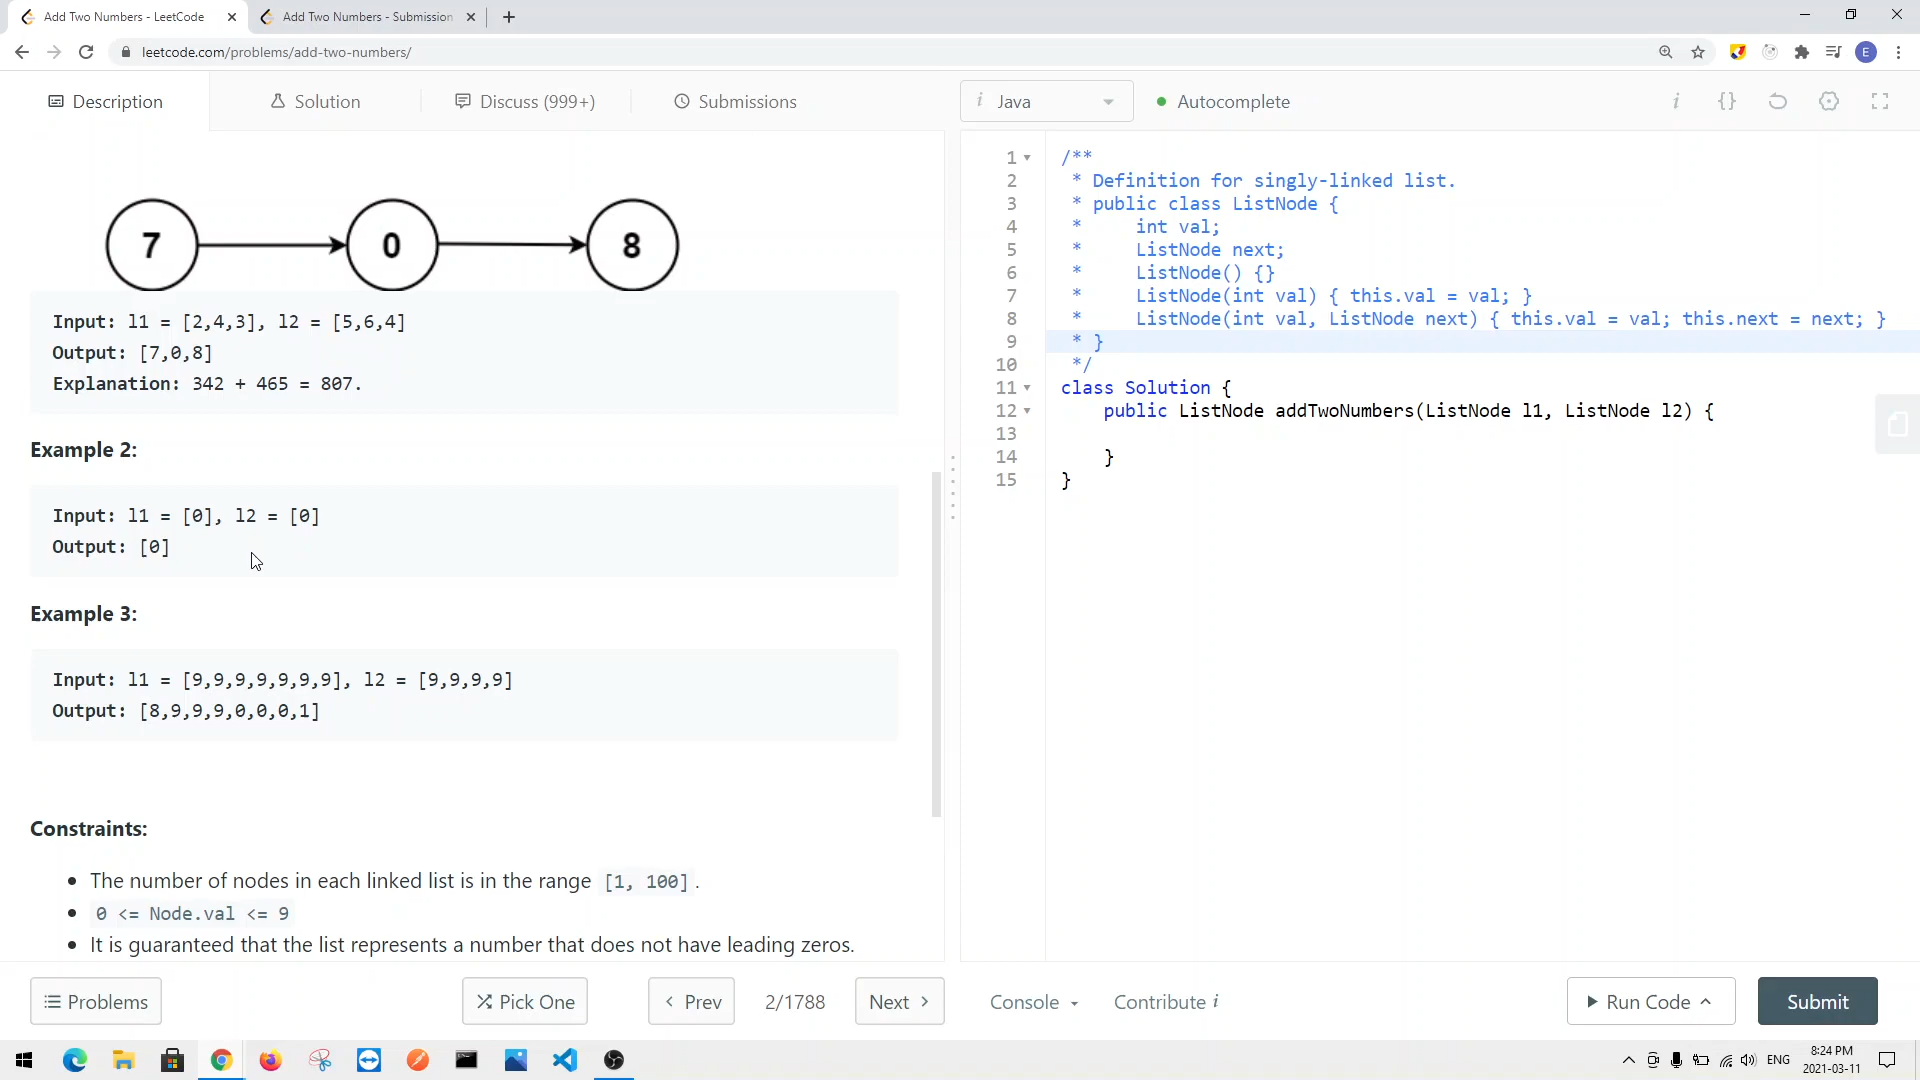 Add Two Numbers - LeetCode
Add Two Numbers - Submission
leetcode.com/problems/add-two-numbers/
E
Description
Solution
Discuss (999+)
Submissions
i Java
Autocomplete
i {}
7 0 8
Input: l1 = [2,4,3], l2 = [5,6,4]
Output: [7,0,8]
Explanation: 342 + 465 = 807.
Example 2:
Input: l1 = [0], l2 = [0]
Output: [0]
Example 3:
Input: l1 = [9,9,9,9,9,9,9], l2 = [9,9,9,9]
Output: [8,9,9,9,0,0,0,1]
Constraints:
The number of nodes in each linked list is in the range [1, 100].
0 <= Node.val <= 9
It is guaranteed that the list represents a number that does not have leading zeros.
1 /**
2 * Definition for singly-linked list.
3 * public class ListNode {
4 * int val;
5 * ListNode next;
6 * ListNode() {}
7 * ListNode(int val) { this.val = val; }
8 * ListNode(int val, ListNode next) { this.val = val; this.next = next; }
9 * }
10 */
11 class Solution {
12 public ListNode addTwoNumbers(ListNode l1, ListNode l2) {
13
14 }
15 }
Problems
Pick One
Prev
2/1788
Next
Console
Contribute i
Run Code
Submit
ENG
8:24 PM
2021-03-11